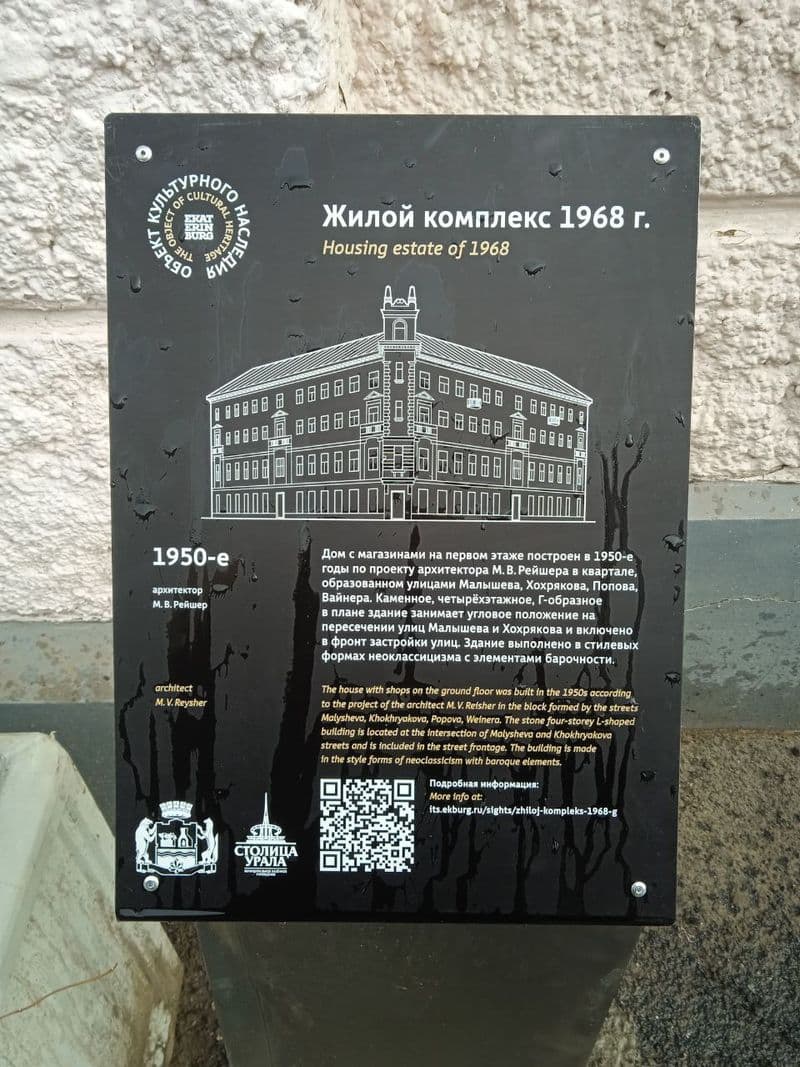 ОБЪЕКТ КУЛЬТУРНОГО НАСЛЕДИЯ
THE OBJECT OF CULTURAL HERITAGE
EKAT
ERIN
BURG
Жилой комплекс 1968 г.
Housing estate of 1968
1950-е
архитектор
М. В. Рейшер
Дом с магазинами на первом этаже построен в 1950-е
годы по проекту архитектора М. В. Рейшера в квартале,
образованном улицами Малышева, Хохрякова, Попова,
Вайнера. Каменное, четырёхэтажное, Г-образное
в плане здание занимает угловое положение на
пересечении улиц Малышева и Хохрякова и включено
в фронт застройки улиц. Здание выполнено в стилевых
формах неоклассицизма с элементами барочности.
architect
M. V. Reysher
The house with shops on the ground floor was built in the 1950s according
to the project of the architect M. V. Reisher in the block formed by the streets
Malysheva, Khokhryakova, Popova, Weinera. The stone four-storey L-shaped
building is located at the intersection of Malysheva and Khokhryakova
streets and is included in the street frontage. The building is made
in the style forms of neoclassicism with baroque elements.
Подробная информация:
More info at:
its.ekburg.ru/sights/zhiloj-kompleks-1968-g
СТОЛИЦА
УРАЛА